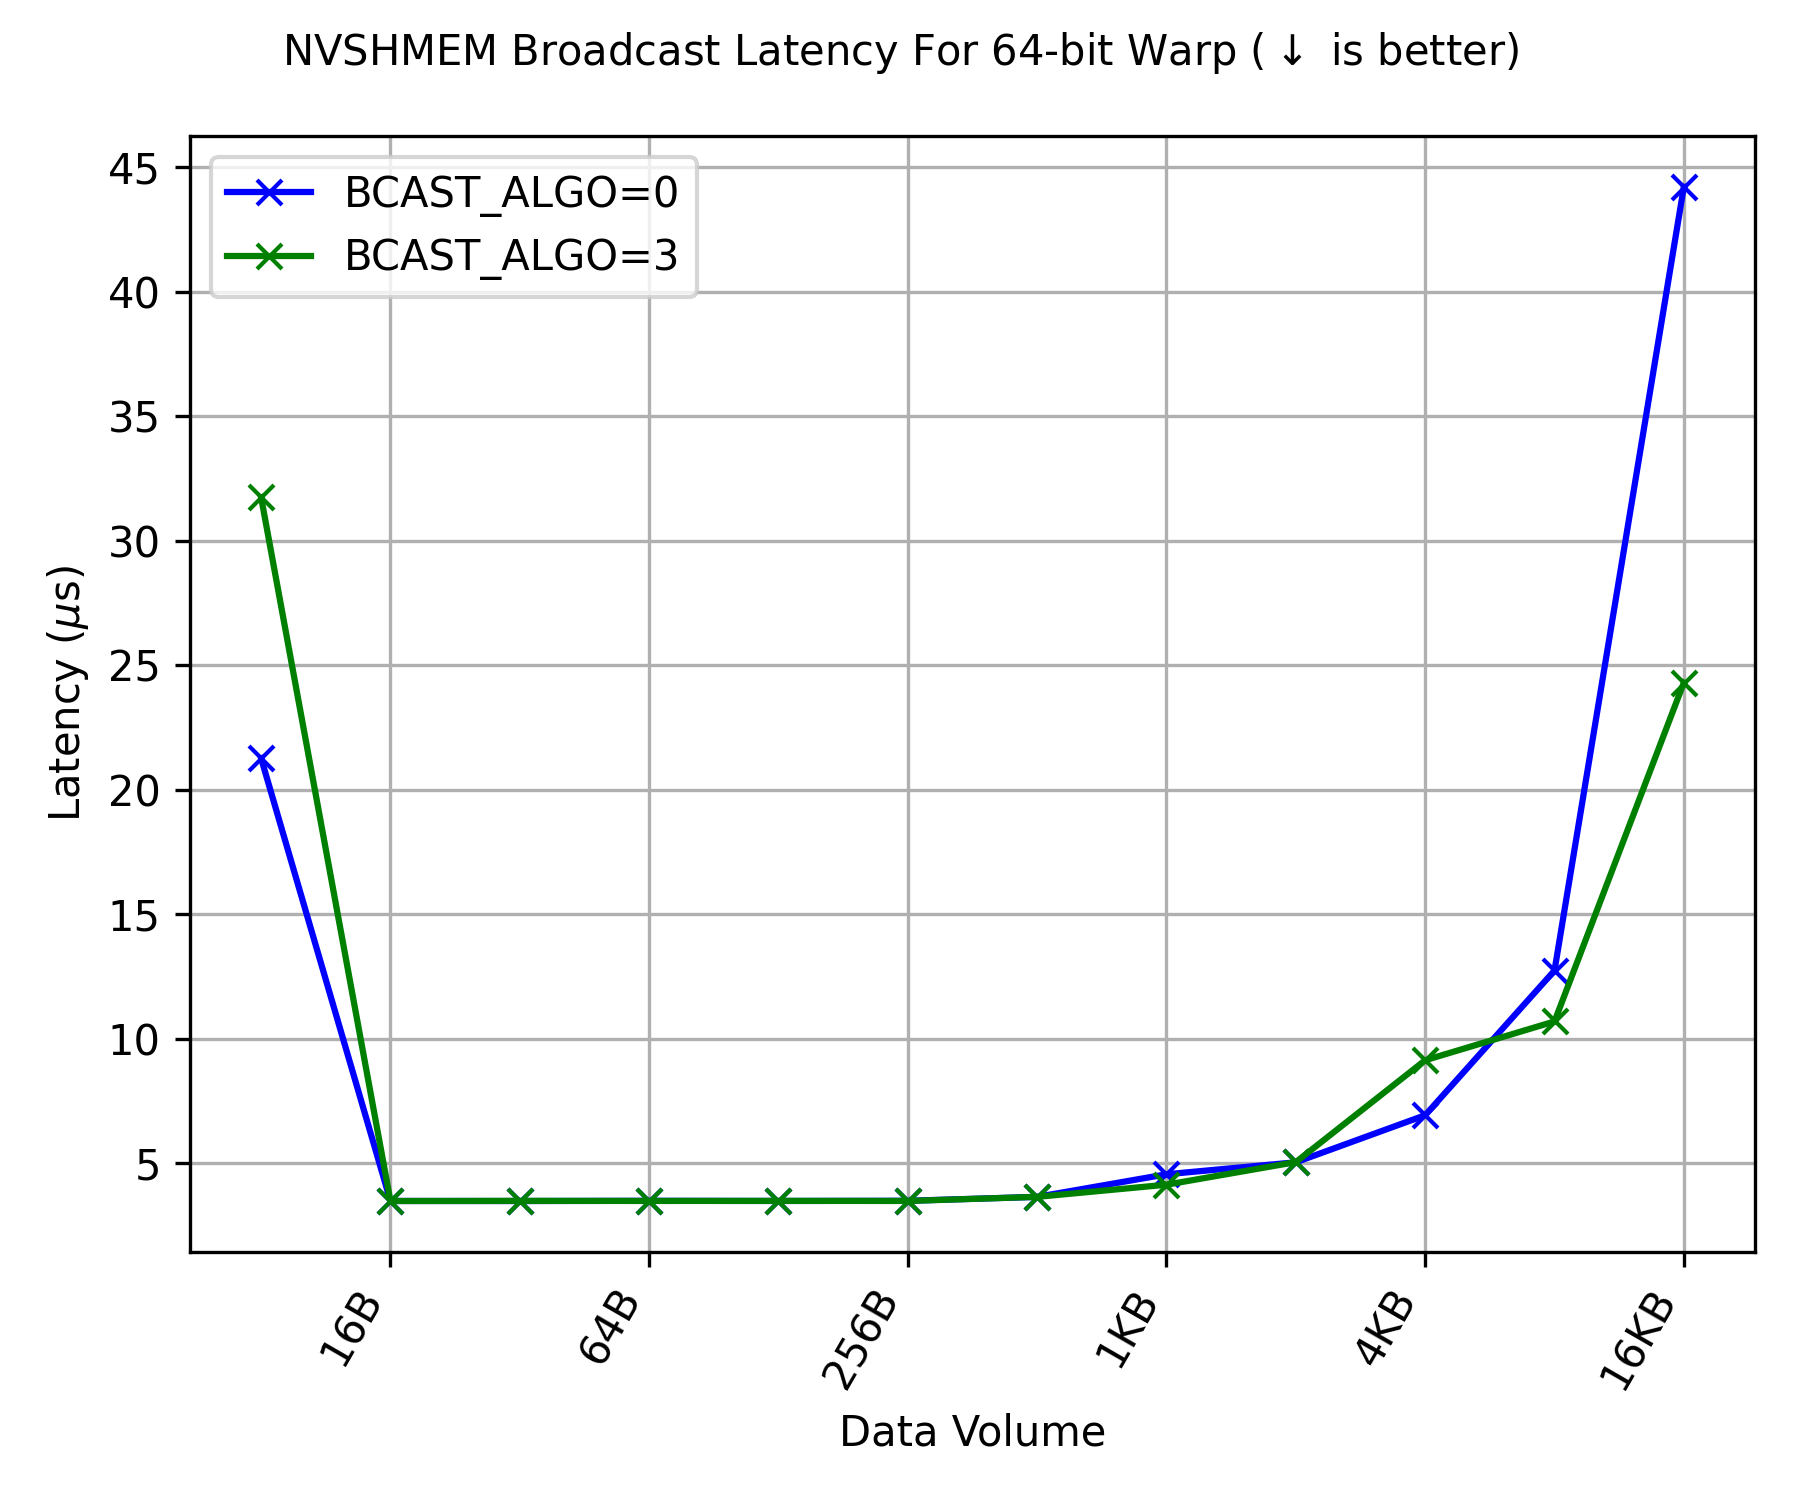 NVSHMEM Broadcast Latency For 64-bit Warp ( ↓ is better)
BCAST_ALGO=0
BCAST_ALGO=3
Latency (μs)
45
40
35
30
25
20
15
10
5
16B
64B
256B
1KB
4KB
16KB
Data Volume